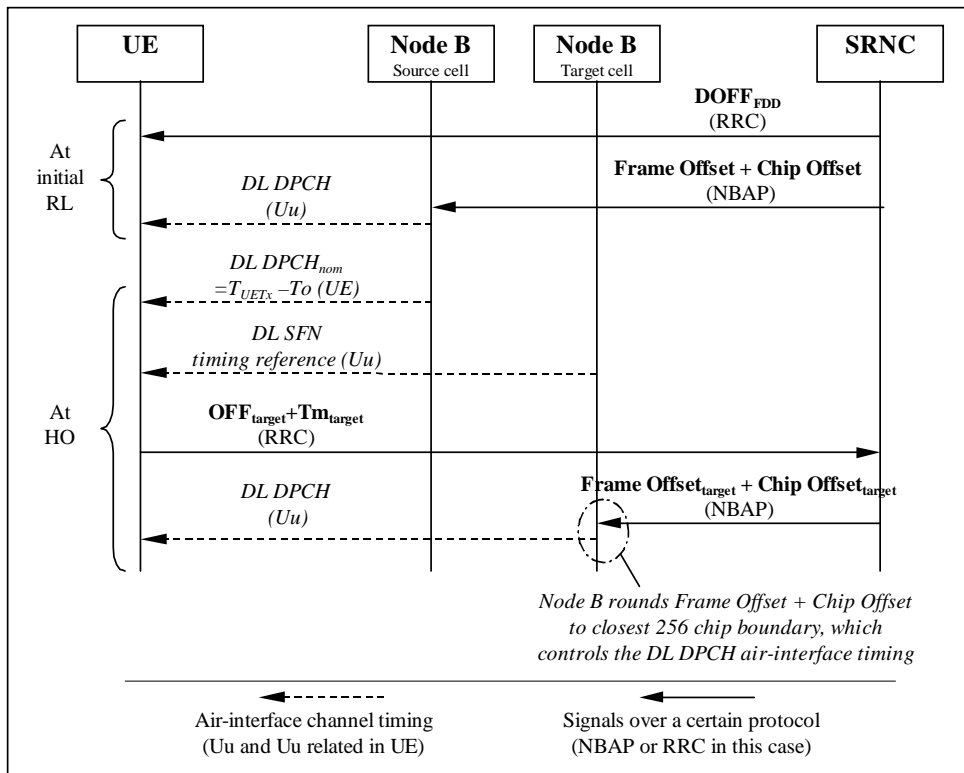 UE
Node B
Source cell
Node B
Target cell
SRNC
DOFF_FDD
(RRC)
At
initial
RL
Frame Offset + Chip Offset
(NBAP)
DL DPCH
(Uu)
DL DPCH_nom
=T_UETx –To (UE)
DL SFN
timing reference (Uu)
At
HO
OFF_target+Tm_target
(RRC)
Frame Offset_target + Chip Offset_target
(NBAP)
DL DPCH
(Uu)
Node B rounds Frame Offset + Chip Offset
to closest 256 chip boundary, which
controls the DL DPCH air-interface timing
Air-interface channel timing
(Uu and Uu related in UE)
Signals over a certain protocol
(NBAP or RRC in this case)